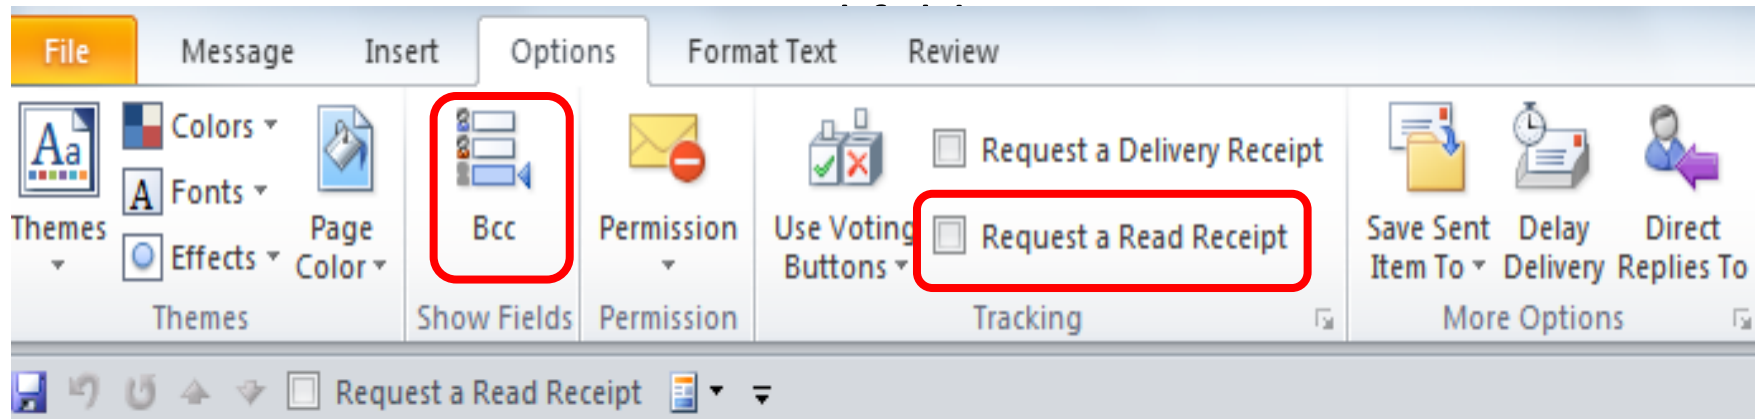 File Message Insert Options Format Text Review
Aa Colors
A Fonts
Effects
Themes
Page
Color
Themes
Bcc
Show Fields
Permission
Permission
Use Voting
Buttons
Request a Delivery Receipt
Request a Read Receipt
Tracking
Save Sent
Item To
Delay
Delivery
Direct
Replies To
More Options
Request a Read Receipt